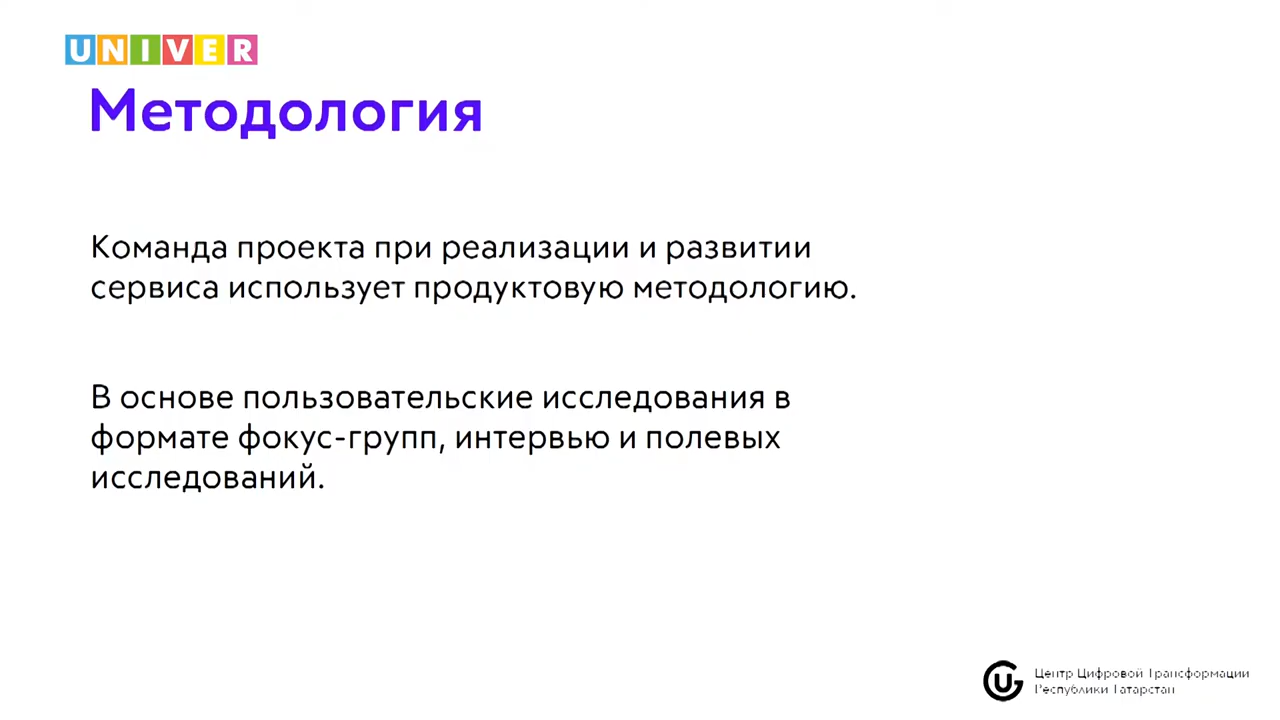 UNIVER
Методология
Команда проекта при реализации и развитии
сервиса использует продуктовую методологию.
В основе пользовательские исследования в
формате фокус-групп, интервью и полевых
исследований.
Центр Цифровой Трансформации
Республики Татарстан